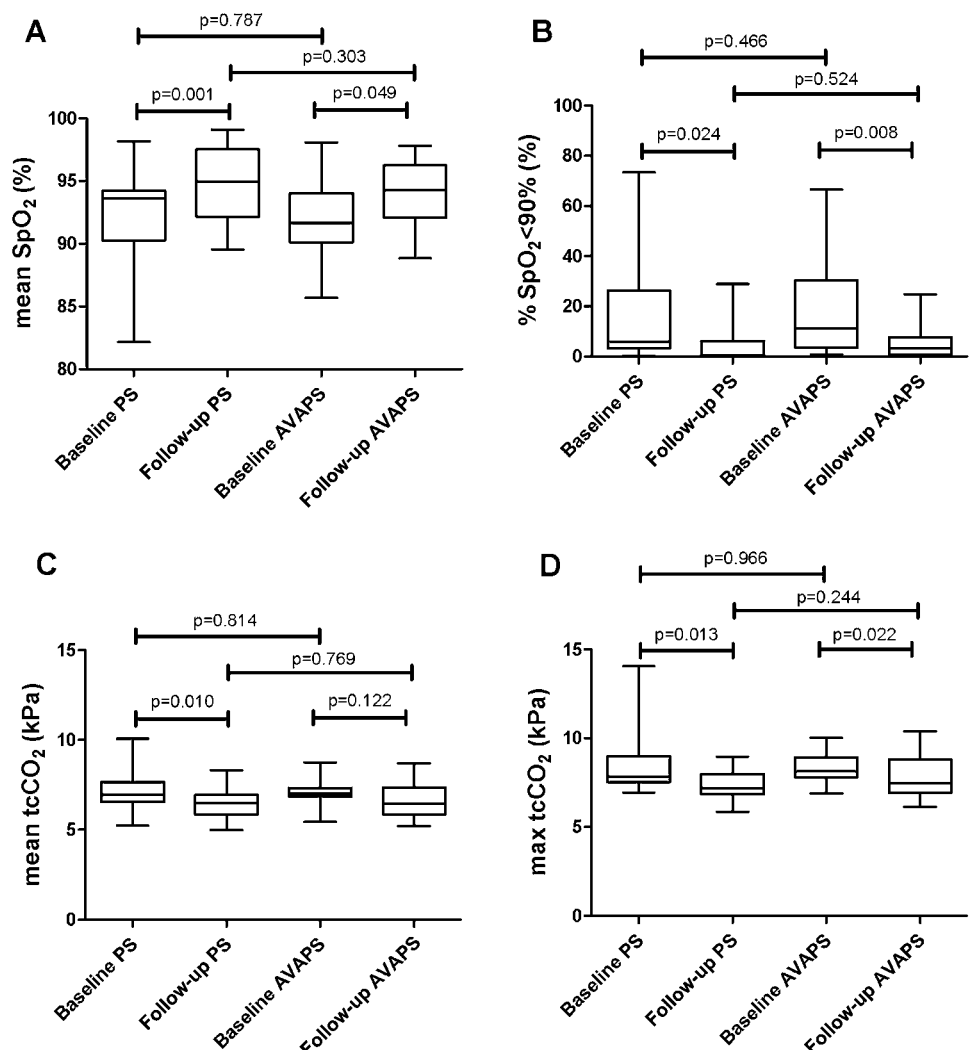 A
p=0.787
p=0.303
p=0.001
p=0.049
100
95
90
85
80
mean SpO₂ (%)
Baseline PS
Follow-up PS
Baseline AVAPS
Follow-up AVAPS
B
p=0.466
p=0.524
p=0.024
p=0.008
100
80
60
40
20
0
% SpO₂<90% (%)
Baseline PS
Follow-up PS
Baseline AVAPS
Follow-up AVAPS
C
p=0.814
p=0.769
p=0.010
p=0.122
15
10
5
0
mean tcCO₂ (kPa)
Baseline PS
Follow-up PS
Baseline AVAPS
Follow-up AVAPS
D
p=0.966
p=0.244
p=0.013
p=0.022
15
10
5
0
max tcCO₂ (kPa)
Baseline PS
Follow-up PS
Baseline AVAPS
Follow-up AVAPS